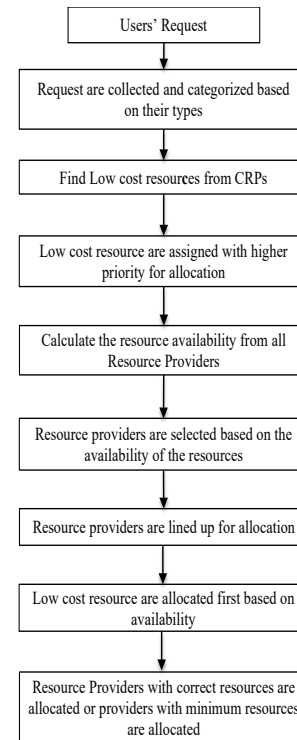 Users’ Request
Request are collected and categorized based
on their types
Find Low cost resources from CRPs
Low cost resource are assigned with higher
priority for allocation
Calculate the resource availability from all
Resource Providers
Resource providers are selected based on the
availability of the resources
Resource providers are lined up for allocation
Low cost resource are allocated first based on
availability
Resource Providers with correct resources are
allocated or providers with minimum resources
are allocated